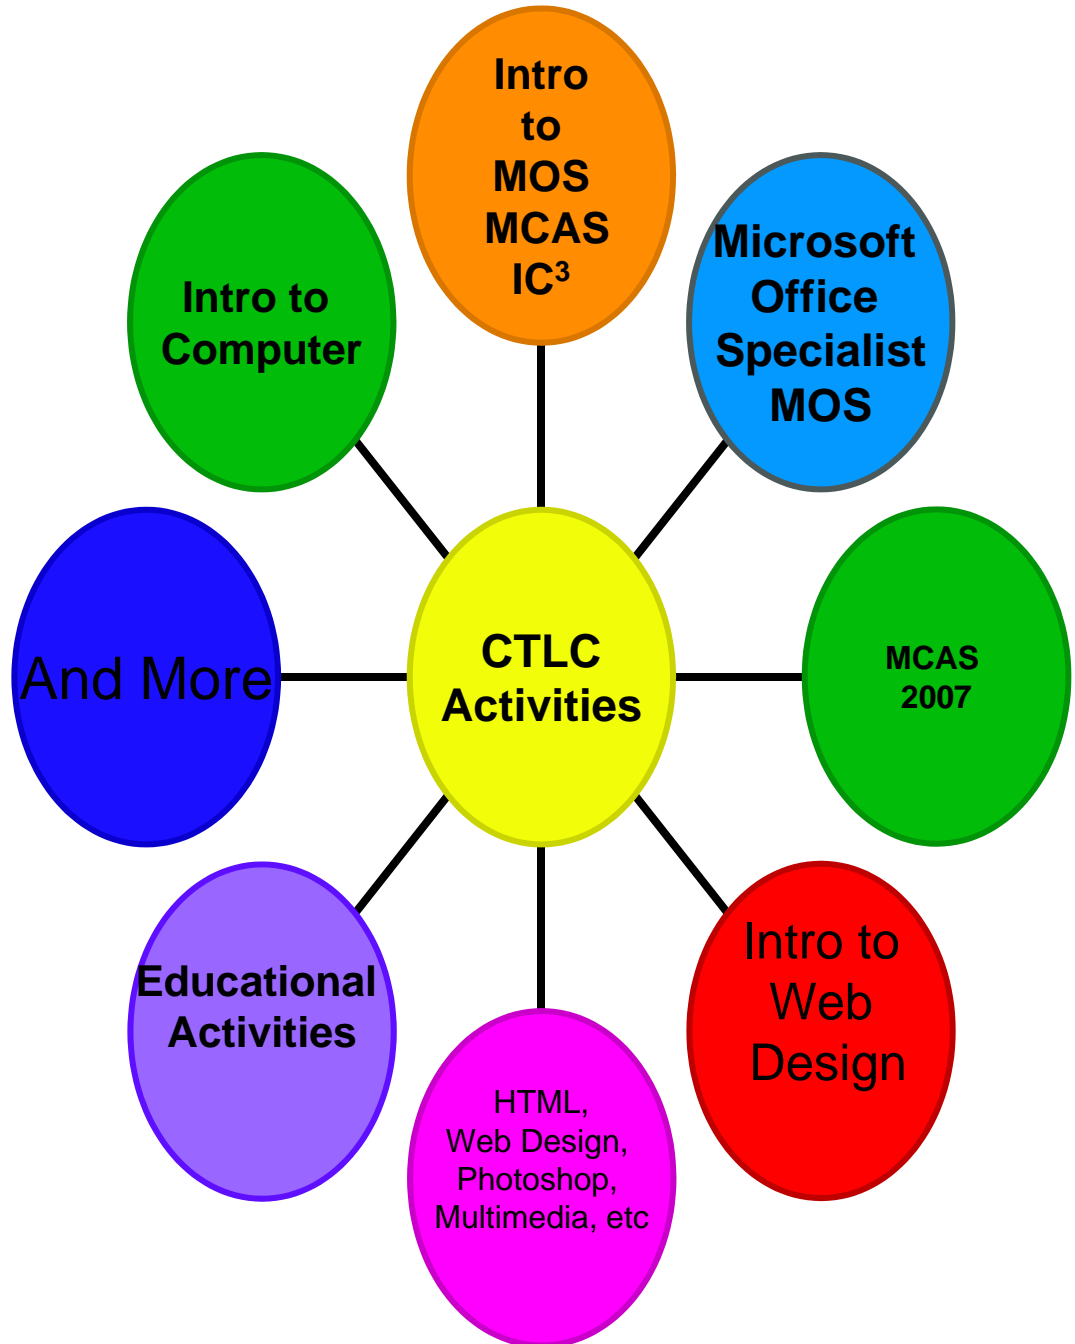 Intro
to
MOS
MCAS
IC³
Microsoft
Office
Specialist
MOS
Intro to
Computer
And More
CTLC
Activities
MCAS
2007
Educational
Activities
Intro to
Web
Design
HTML,
Web Design,
Photoshop,
Multimedia, etc